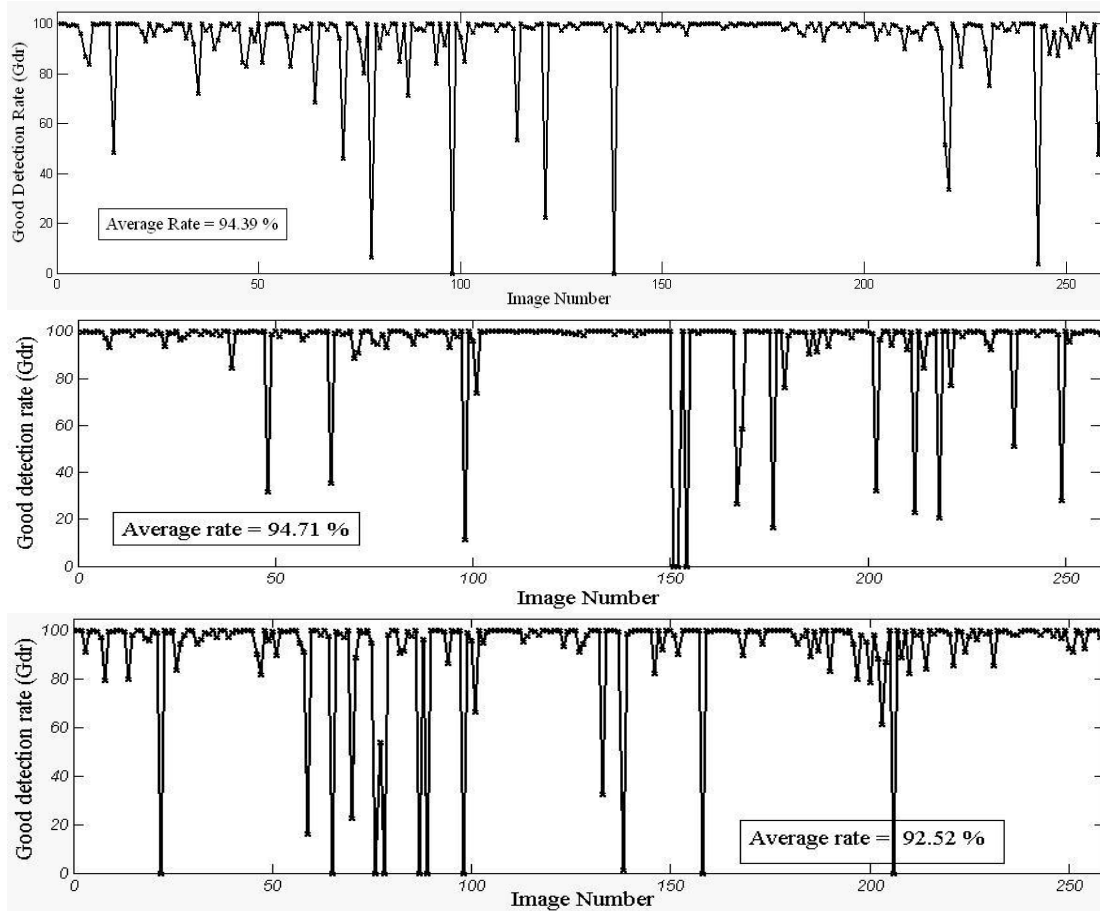 Good Detection Rate (Gdr)
100
80
60
40
20
0
Average Rate = 94.39 %
0 50 100 150 200 250
Image Number
Good detection rate (Gdr)
100
80
60
40
20
0
Average rate = 94.71 %
0 50 100 150 200 250
Image Number
Good detection rate (Gdr)
100
80
60
40
20
0
Average rate = 92.52 %
0 50 100 150 200 250
Image Number